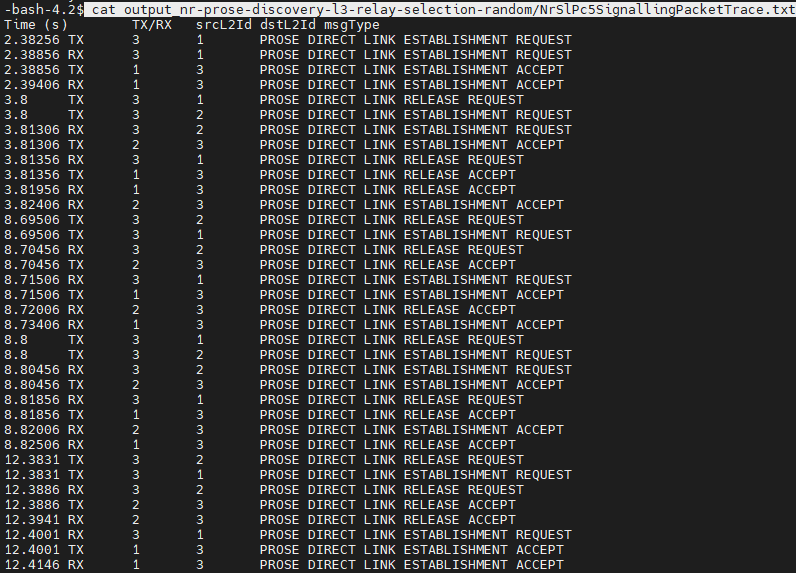 -bash-4.2$ cat output_nr-prose-discovery-l3-relay-selection-random/NrSlPc5SignallingPacketTrace.txt
Time (s)        TX/RX   srcL2Id dstL2Id msgType
2.38256 TX      3       1       PROSE DIRECT LINK ESTABLISHMENT REQUEST
2.38856 RX      3       1       PROSE DIRECT LINK ESTABLISHMENT REQUEST
2.38856 TX      1       3       PROSE DIRECT LINK ESTABLISHMENT ACCEPT
2.39406 RX      1       3       PROSE DIRECT LINK ESTABLISHMENT ACCEPT
3.8     TX      3       1       PROSE DIRECT LINK RELEASE REQUEST
3.8     TX      3       2       PROSE DIRECT LINK ESTABLISHMENT REQUEST
3.81306 RX      3       2       PROSE DIRECT LINK ESTABLISHMENT REQUEST
3.81306 TX      2       3       PROSE DIRECT LINK ESTABLISHMENT ACCEPT
3.81356 RX      3       1       PROSE DIRECT LINK RELEASE REQUEST
3.81356 TX      1       3       PROSE DIRECT LINK RELEASE ACCEPT
3.81956 RX      1       3       PROSE DIRECT LINK RELEASE ACCEPT
3.82406 RX      2       3       PROSE DIRECT LINK ESTABLISHMENT ACCEPT
8.69506 TX      3       2       PROSE DIRECT LINK RELEASE REQUEST
8.69506 TX      3       1       PROSE DIRECT LINK ESTABLISHMENT REQUEST
8.70456 RX      3       2       PROSE DIRECT LINK RELEASE REQUEST
8.70456 TX      2       3       PROSE DIRECT LINK RELEASE ACCEPT
8.71506 RX      3       1       PROSE DIRECT LINK ESTABLISHMENT REQUEST
8.71506 TX      1       3       PROSE DIRECT LINK ESTABLISHMENT ACCEPT
8.72006 RX      2       3       PROSE DIRECT LINK RELEASE ACCEPT
8.73406 RX      1       3       PROSE DIRECT LINK ESTABLISHMENT ACCEPT
8.8     TX      3       1       PROSE DIRECT LINK RELEASE REQUEST
8.8     TX      3       2       PROSE DIRECT LINK ESTABLISHMENT REQUEST
8.80456 RX      3       2       PROSE DIRECT LINK ESTABLISHMENT REQUEST
8.80456 TX      2       3       PROSE DIRECT LINK ESTABLISHMENT ACCEPT
8.81856 RX      3       1       PROSE DIRECT LINK RELEASE REQUEST
8.81856 TX      1       3       PROSE DIRECT LINK RELEASE ACCEPT
8.82006 RX      2       3       PROSE DIRECT LINK ESTABLISHMENT ACCEPT
8.82506 RX      1       3       PROSE DIRECT LINK RELEASE ACCEPT
12.3831 TX      3       2       PROSE DIRECT LINK RELEASE REQUEST
12.3831 TX      3       1       PROSE DIRECT LINK ESTABLISHMENT REQUEST
12.3886 RX      3       2       PROSE DIRECT LINK RELEASE REQUEST
12.3886 TX      2       3       PROSE DIRECT LINK RELEASE ACCEPT
12.3941 RX      2       3       PROSE DIRECT LINK RELEASE ACCEPT
12.4001 RX      3       1       PROSE DIRECT LINK ESTABLISHMENT REQUEST
12.4001 TX      1       3       PROSE DIRECT LINK ESTABLISHMENT ACCEPT
12.4146 RX      1       3       PROSE DIRECT LINK ESTABLISHMENT ACCEPT